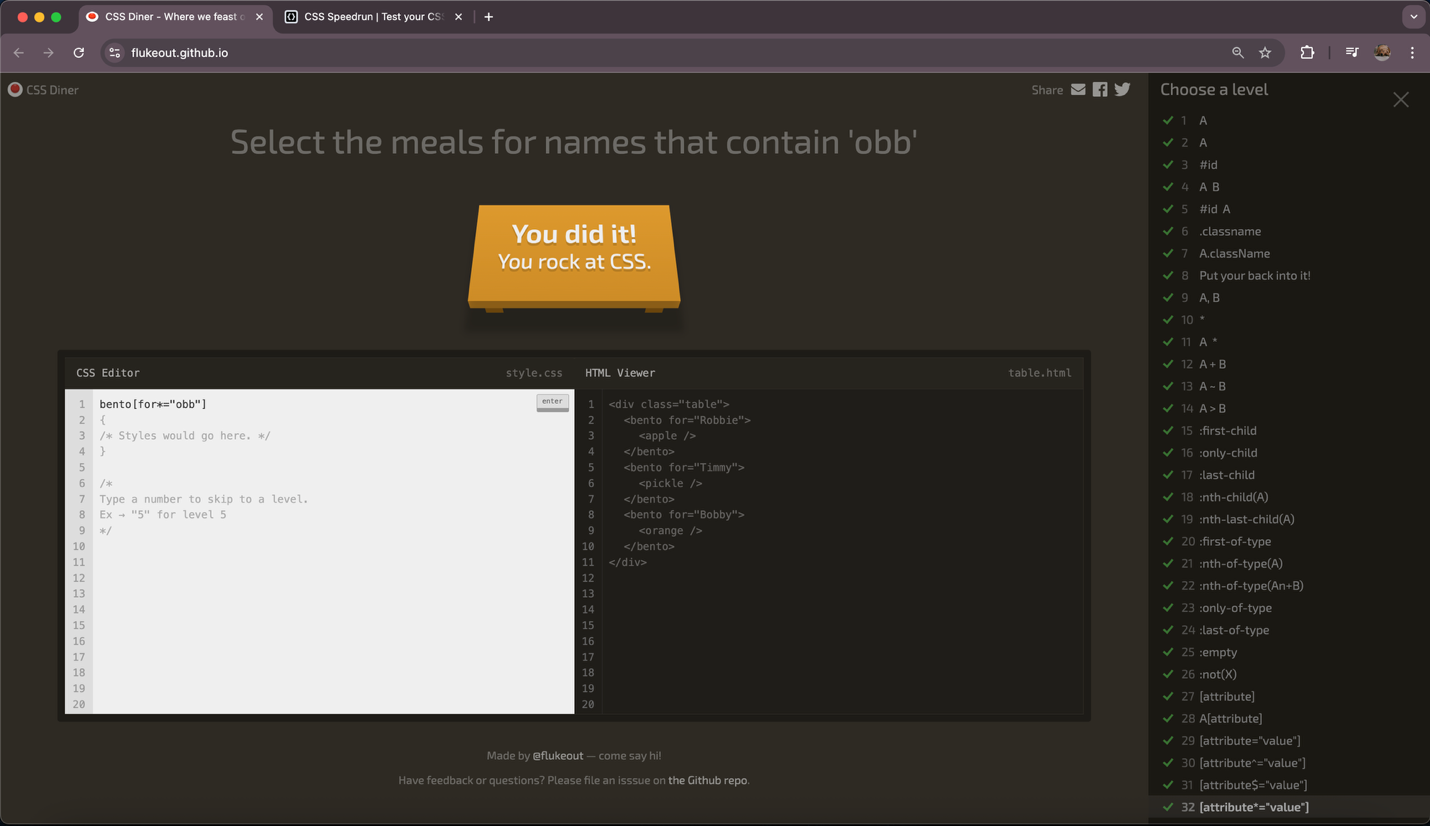 CSS Diner - Where we feast o
CSS Speedrun | Test your CS
flukeout.github.io
CSS Diner
Share
Select the meals for names that contain 'obb'
You did it!
You rock at CSS.
CSS Editor
style.css
HTML Viewer
table.html
1 bento[for*="obb"]
enter
2 {
3 /* Styles would go here. */
4 }
5
6 /*
7 Type a number to skip to a level.
8 Ex → "5" for level 5
9 */
10
11
12
13
14
15
16
17
18
19
20
1 <div class="table">
2 <bento for="Robbie">
3 <apple />
4 </bento>
5 <bento for="Timmy">
6 <pickle />
7 </bento>
8 <bento for="Bobby">
9 <orange />
10 </bento>
11 </div>
12
13
14
15
16
17
18
19
20
Made by @flukeout — come say hi!
Have feedback or questions? Please file an isssue on the Github repo.
Choose a level
1 A
2 A
3 #id
4 A B
5 #id A
6 .classname
7 A.className
8 Put your back into it!
9 A, B
10 *
11 A *
12 A + B
13 A ~ B
14 A > B
15 :first-child
16 :only-child
17 :last-child
18 :nth-child(A)
19 :nth-last-child(A)
20 :first-of-type
21 :nth-of-type(A)
22 :nth-of-type(An+B)
23 :only-of-type
24 :last-of-type
25 :empty
26 :not(X)
27 [attribute]
28 A[attribute]
29 [attribute="value"]
30 [attribute^="value"]
31 [attribute$="value"]
32 [attribute*="value"]